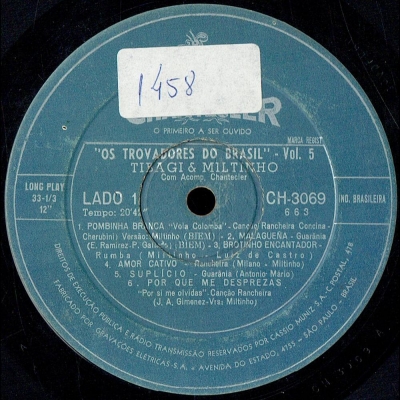 1458
O PRIMEIRO A SER OUVIDO
MARCA REGIST.
"OS TROVADORES DO BRASIL" - Vol. 5
TIBAGI & MILTINHO
Com Acomp. Chantecler
LONG PLAY
33-1/3
12"
LADO 1
Tempo:
CH-3069
663
IND. BRASILEIRA
1. POMBINHA BRANCA "Vola Colomba" - Canção Rancheira Concina -
Cherubini) Versão: Miltinho (BIEM) - 2. MALAGUEÑA - Guarânia
(E. Ramirez-P. Galindo) (BIEM) - 3. BROTINHO ENCANTADOR -
Rumba (Miltinho - Luiz de Castro)
4. AMOR CATIVO - Rancheira (Milano - Miltinho)
5. SUPLÍCIO - Guarânia (Antonio Mário)
6. POR QUE ME DESPREZAS
"Por si me olvidas" - Canção Rancheira
(J. A. Gimenez-Vrs: Miltinho)
DIREITOS DE EXECUÇÃO PÚBLICA E RÁDIO TRANSMISSÃO RESERVADOS POR CASSIO MUNIZ S.A. C. POSTAL, 478
FABRICADO POR GRAVAÇÕES ELÉTRICAS S.A. - AVENIDA DO ESTADO, 4155 - SÃO PAULO - BRASIL